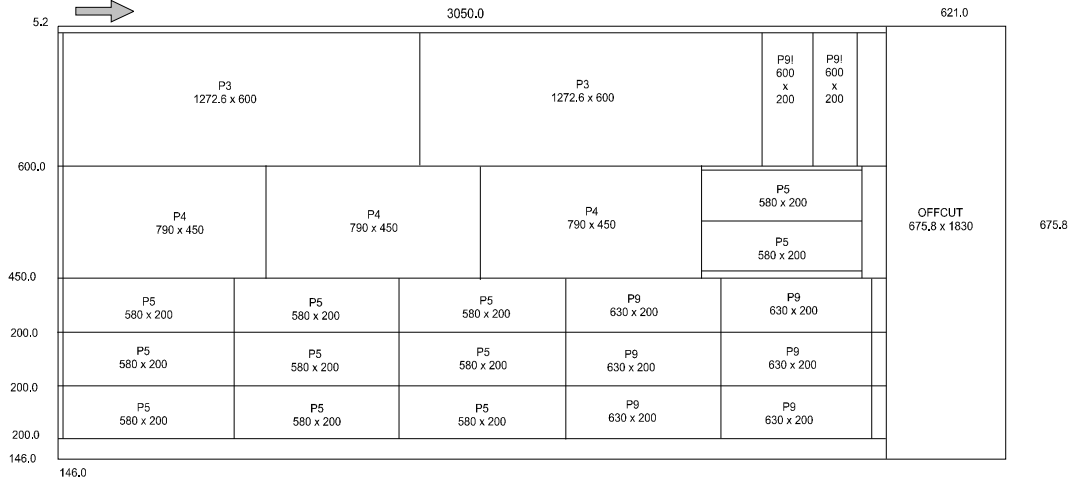 3050.0
621.0
5.2
P3
1272.6 x 600
P3
1272.6 x 600
P9!
600
x
200
P9!
600
x
200
600.0
P4
790 x 450
P4
790 x 450
P4
790 x 450
P5
580 x 200
P5
580 x 200
OFFCUT
675.8 x 1830
675.8
450.0
P5
580 x 200
P5
580 x 200
P5
580 x 200
P9
630 x 200
P9
630 x 200
200.0
P5
580 x 200
P5
580 x 200
P5
580 x 200
P9
630 x 200
P9
630 x 200
200.0
P5
580 x 200
P5
580 x 200
P5
580 x 200
P9
630 x 200
P9
630 x 200
200.0
146.0
146.0